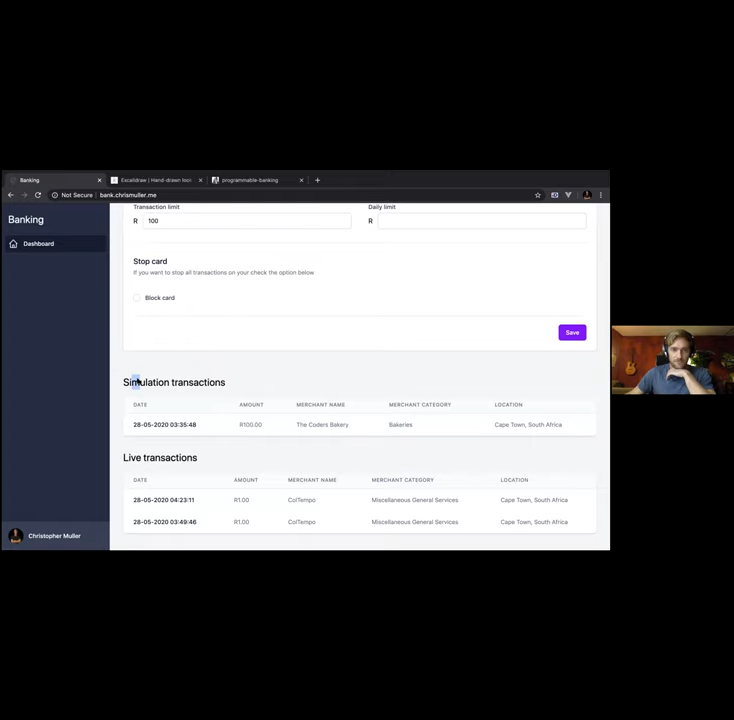 Banking
Excalidraw | Hand-drawn look
programmable-banking
Not Secure | bank.chrismuller.me
Banking
Dashboard
Transaction limit
Daily limit
R 100
R
Stop card
If you want to stop all transactions on your check the option below
Block card
Save
Simulation transactions
DATE AMOUNT MERCHANT NAME MERCHANT CATEGORY LOCATION
28-05-2020 03:35:48 R100.00 The Coders Bakery Bakeries Cape Town, South Africa
Live transactions
DATE AMOUNT MERCHANT NAME MERCHANT CATEGORY LOCATION
28-05-2020 04:23:11 R1.00 ColTempo Miscellaneous General Services Cape Town, South Africa
28-05-2020 03:49:46 R1.00 ColTempo Miscellaneous General Services Cape Town, South Africa
Christopher Muller